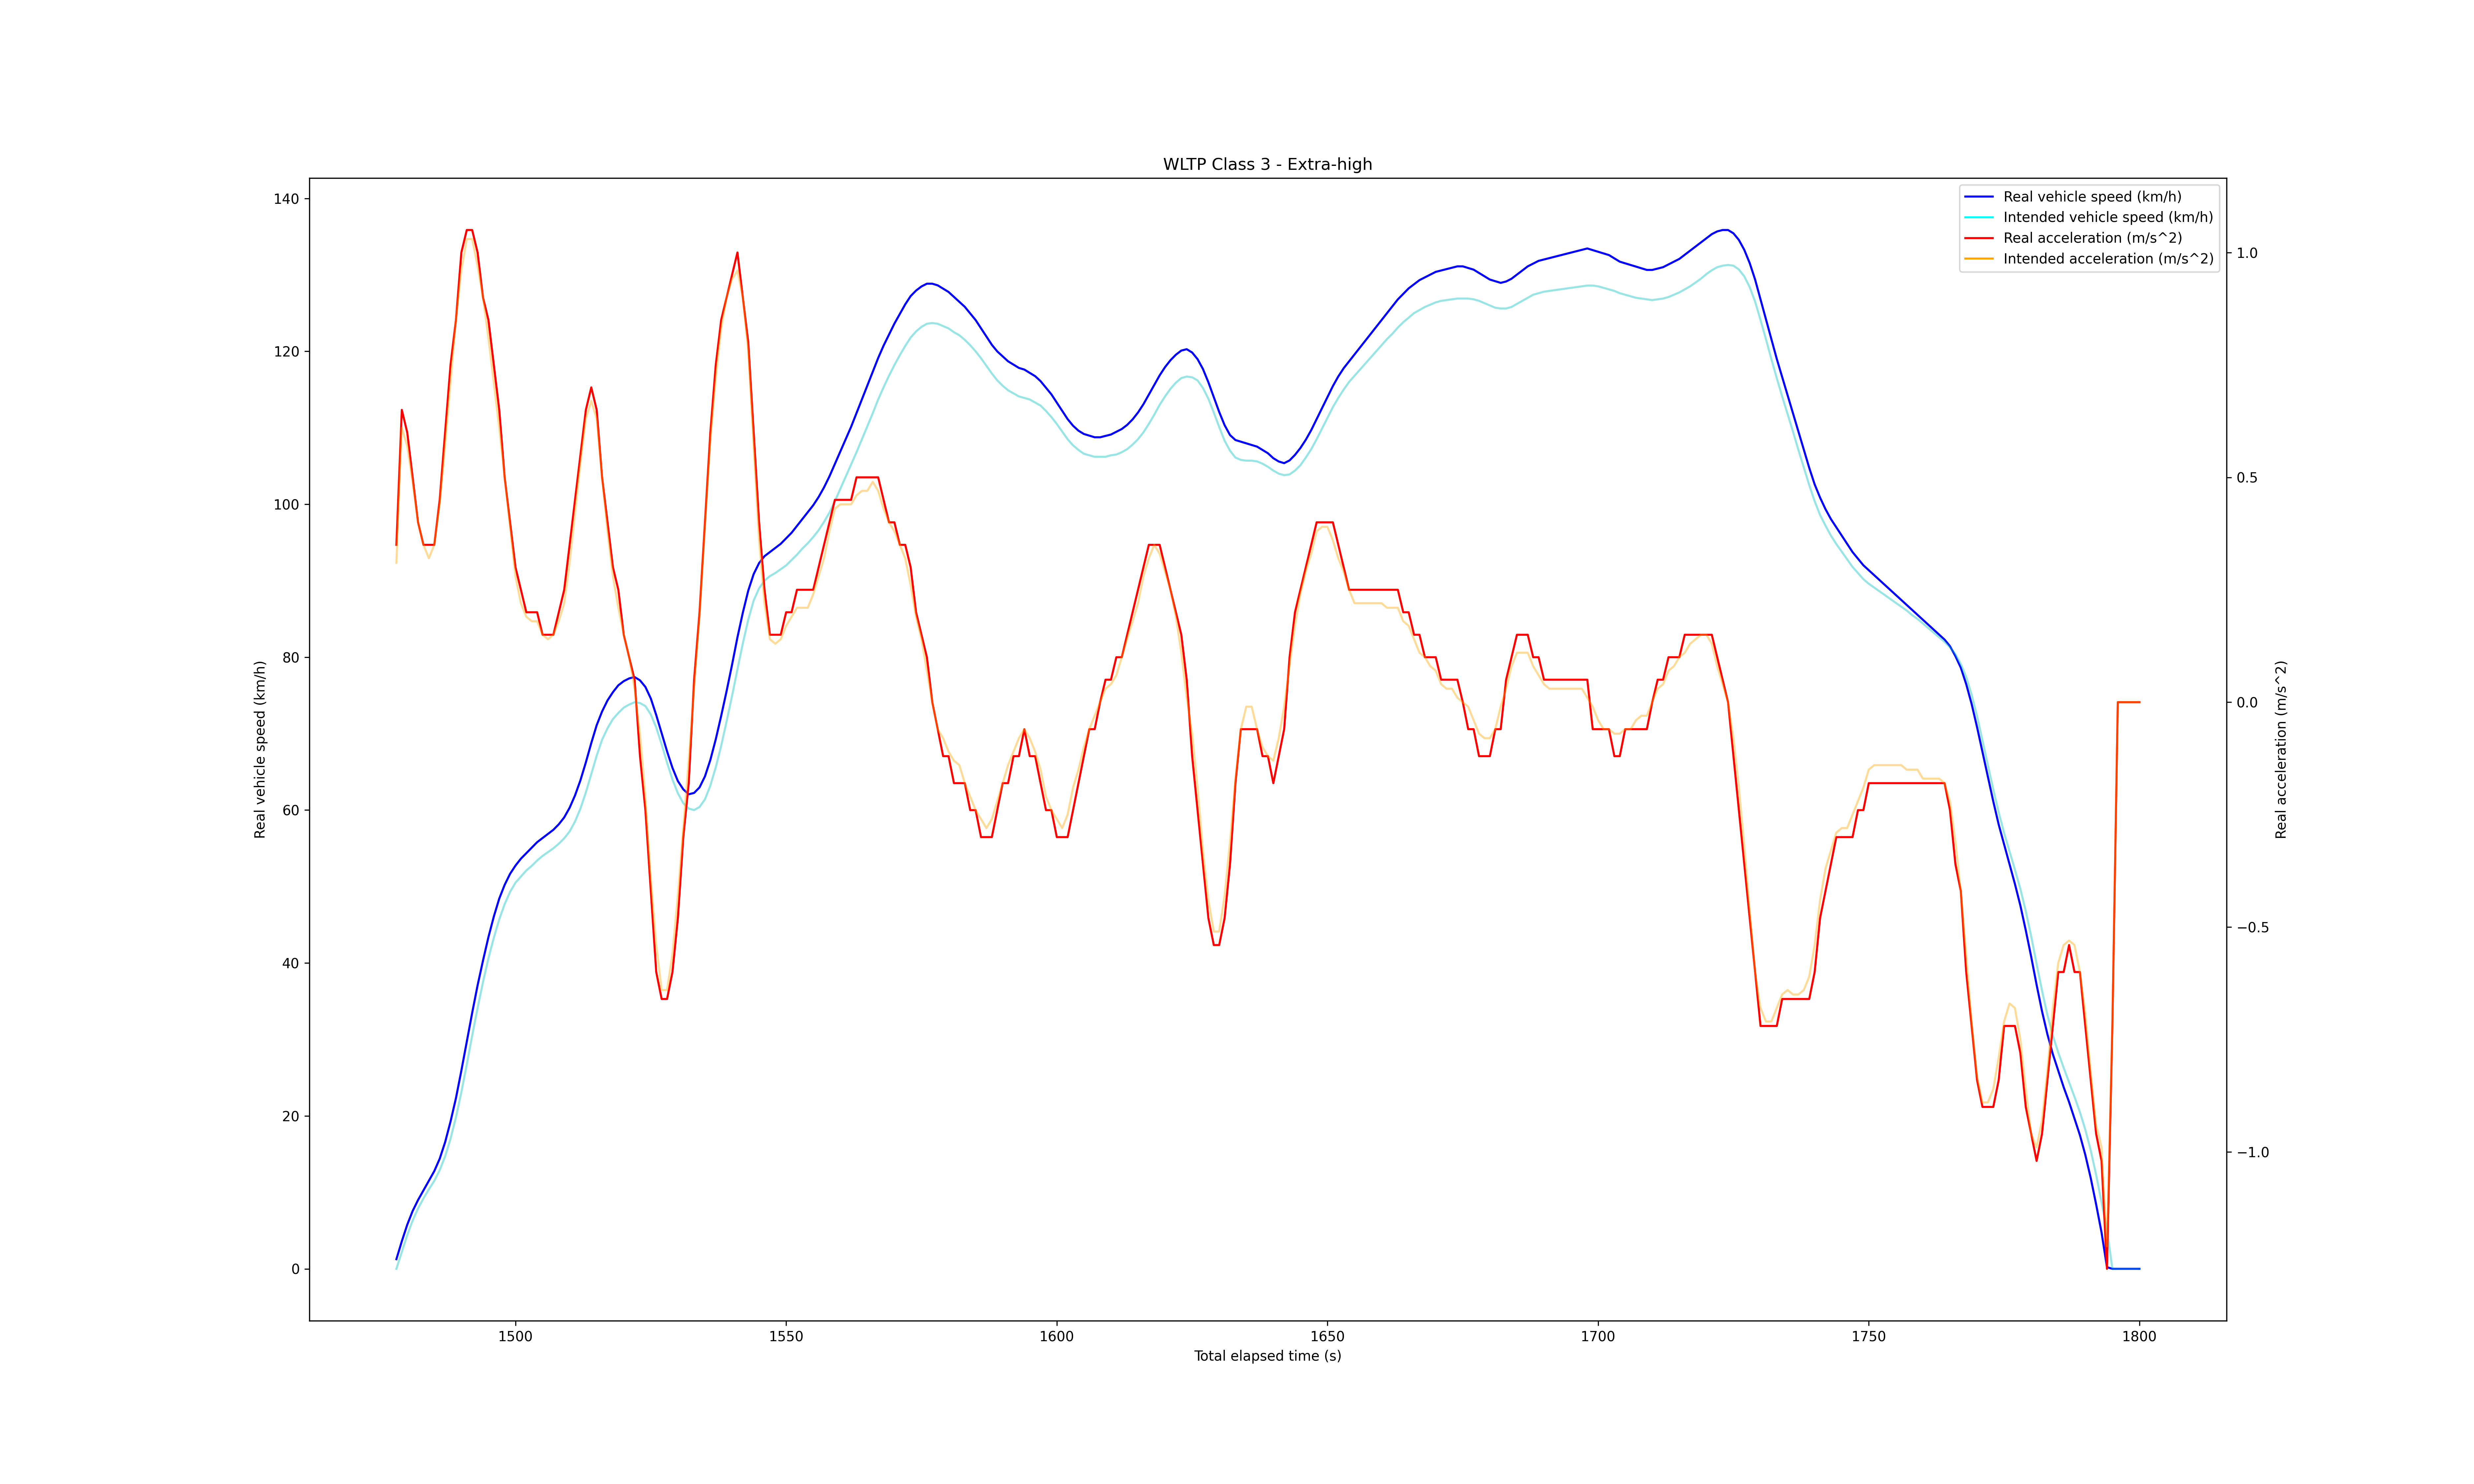 WLTP Class 3 - Extra-high
Real vehicle speed (km/h)
Intended vehicle speed (km/h)
Real acceleration (m/s^2)
Intended acceleration (m/s^2)
140
120
100
80
60
40
20
0
Real vehicle speed (km/h)
1.0
0.5
0.0
−0.5
−1.0
Real acceleration (m/s^2)
1500 1550 1600 1650 1700 1750 1800
Total elapsed time (s)